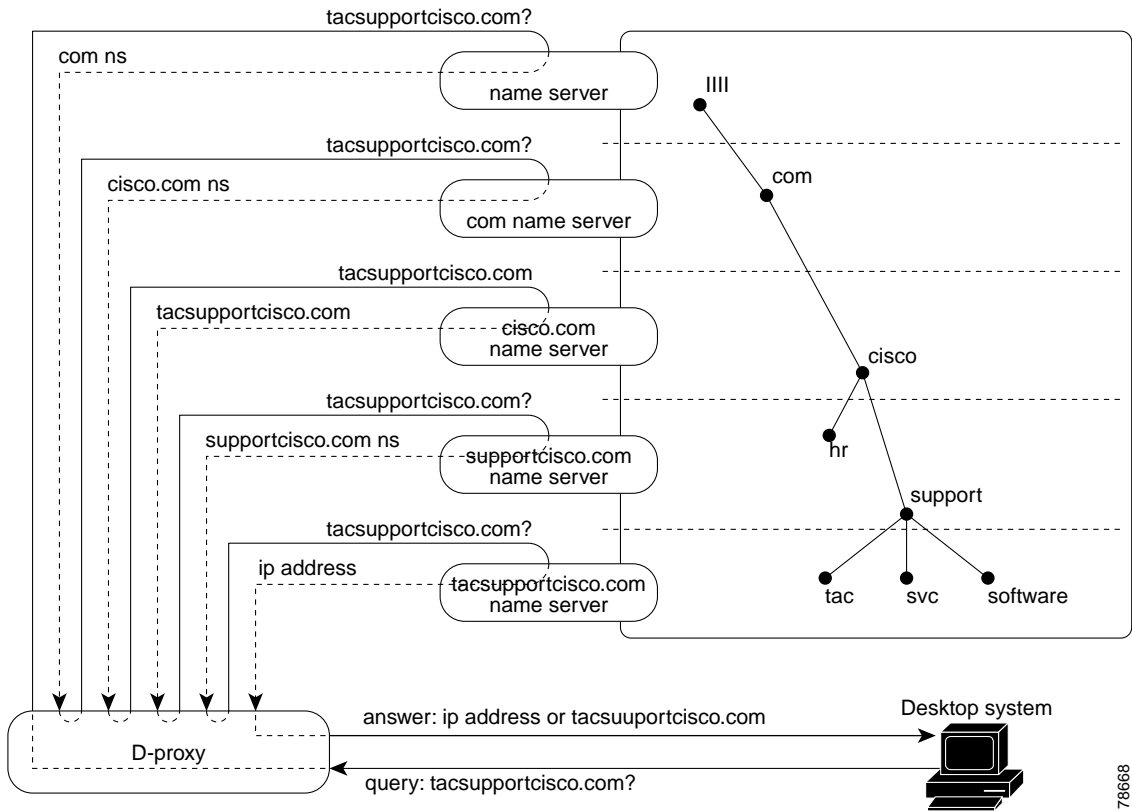 tacsupportcisco.com?
com ns
name server
tacsupportcisco.com?
cisco.com ns
com name server
tacsupportcisco.com
tacsupportcisco.com
cisco.com
name server
tacsupportcisco.com?
supportcisco.com ns
supportcisco.com
name server
tacsupportcisco.com?
ip address
tacsupportcisco.com
name server
IIII
com
cisco
hr
support
tac
svc
software
D-proxy
answer: ip address or tacsuuportcisco.com
query: tacsupportcisco.com?
Desktop system
78668